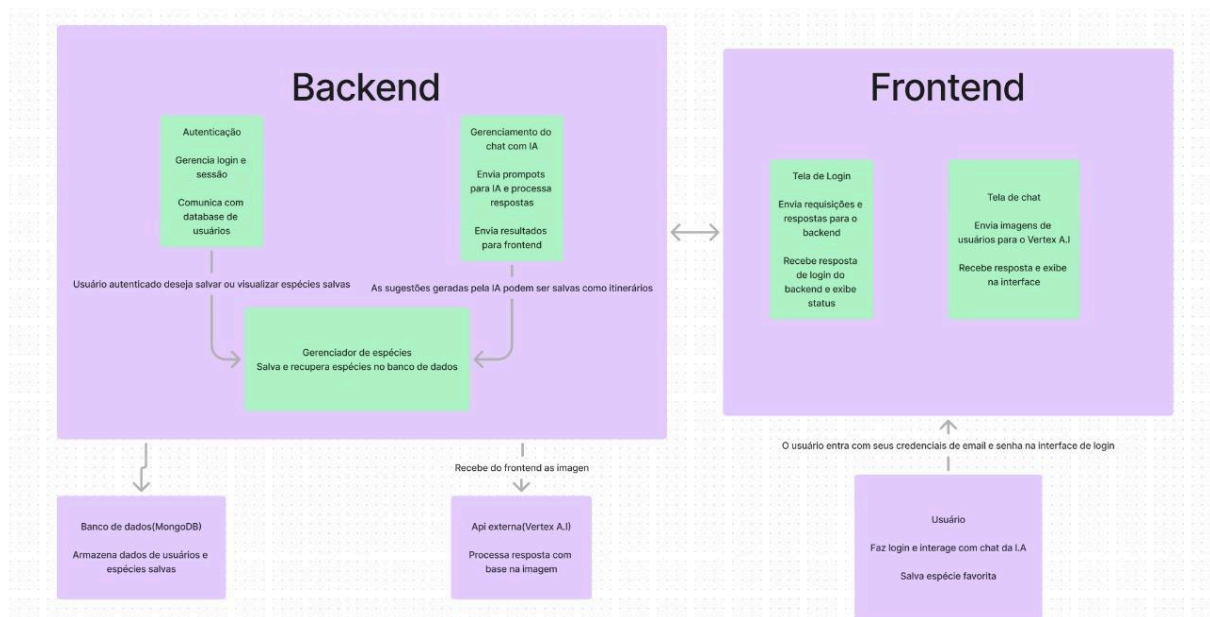 Backend
Autenticação
Gerencia login e
sessão
Comunica com
database de
usuários
Gerenciamento do
chat com IA
Envia prompots
para IA e processa
respostas
Envia resultados
para frontend
Usuário autenticado deseja salvar ou visualizar espécies salvas
As sugestões geradas pela IA podem ser salvas como itinerários
Gerenciador de espécies
Salva e recupera espécies no banco de dados
Frontend
Tela de Login
Envia requisições e
respostas para o
backend
Recebe resposta
de login do
backend e exibe
status
Tela de chat
Envia imagens de
usuários para o Vertex A.I
Recebe resposta e exibe
na interface
O usuário entra com seus credenciais de email e senha na interface de login
Recebe do frontend as imagen
Banco de dados(MongoDB)
Armazena dados de usuários e
espécies salvas
Api externa(Vertex A.I)
Processa resposta com
base na imagem
Usuário
Faz login e interage com chat da I.A
Salva espécie favorita